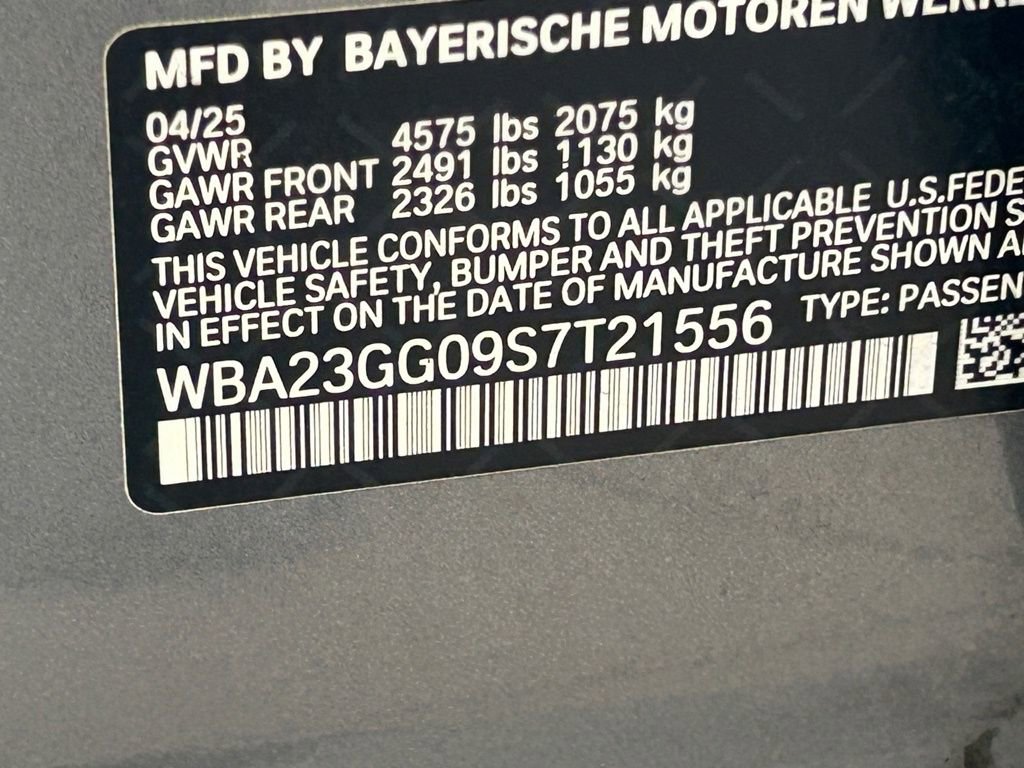 MFD BY BAYERISCHE MOTOREN
04/25
GVWR 4575 lbs 2075 kg
GAWR FRONT 2491 lbs 1130 kg
GAWR REAR 2326 lbs 1055 kg
THIS VEHICLE CONFORMS TO ALL APPLICABLE U.S.FEDE
VEHICLE SAFETY, BUMPER AND THEFT PREVENTION S
IN EFFECT ON THE DATE OF MANUFACTURE SHOWN A
WBA23GG09S7T21556 TYPE: PASSEN